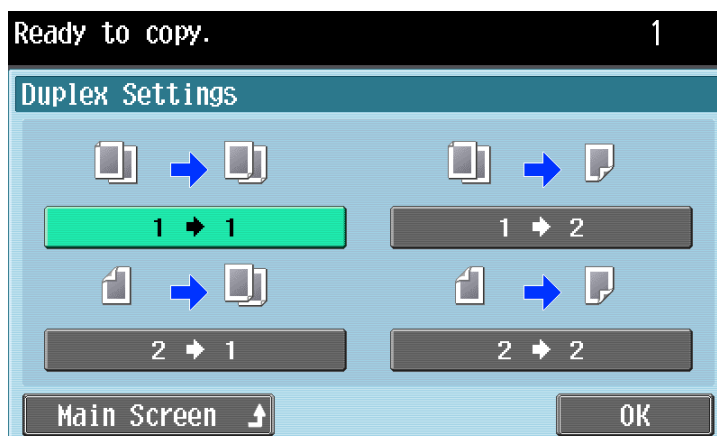 Ready to copy. 1
Duplex Settings
1 → 1
1 → 2
2 → 1
2 → 2
Main Screen
OK